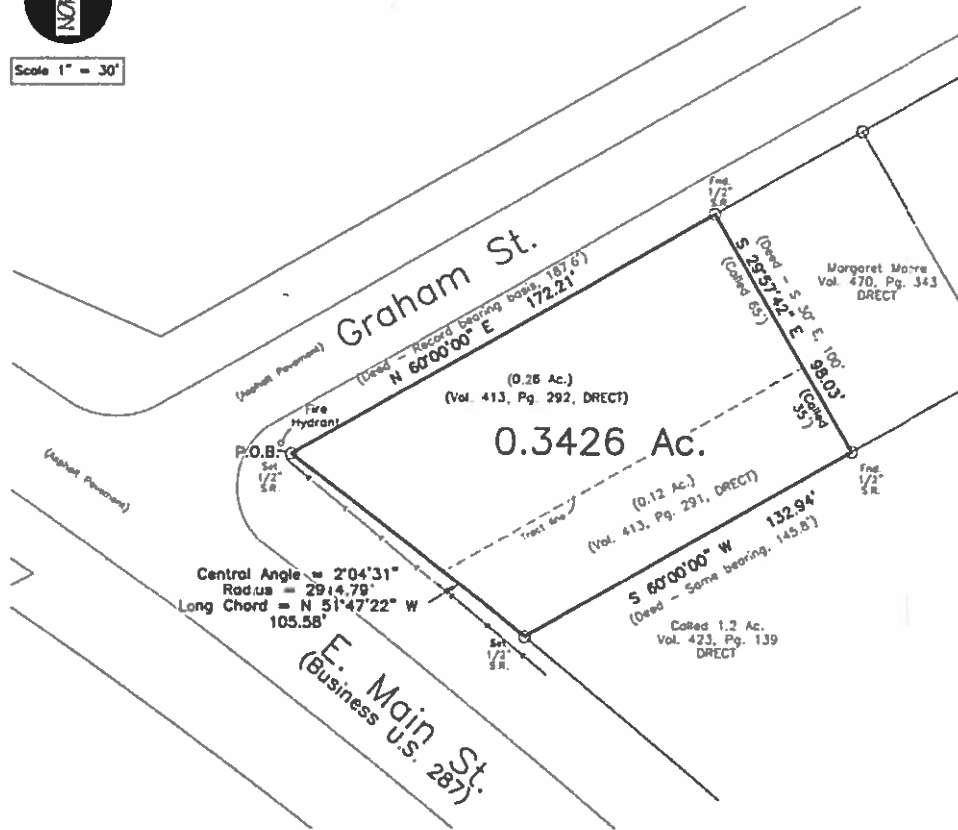 Scale 1" = 30'
Graham St.
(Asphalt Pavement)
(Deed - Record bearing basis, 187.6')
N 60°00'00" E 172.21'
Fnd.
1/2"
S.R.
(Deed - S 30° E, 100'
S 29°57'42" E 98.03'
(Called 65')
(Called
35')
Margaret Moore
Vol. 470, Pg. 343
DRECT
(0.26 Ac.)
(Vol. 413, Pg. 292, DRECT)
0.3426 Ac.
Fire
Hydrant
P.O.B.
Set
1/2"
S.R.
(Asphalt Pavement)
Tract line
(0.12 Ac.)
(Vol. 413, Pg. 291, DRECT)
Fnd.
1/2"
S.R.
S 60°00'00" W 132.94'
(Deed - Same bearing, 145.8')
Called 1.2 Ac.
Vol. 423, Pg. 139
DRECT
Central Angle = 2°04'31"
Radius = 2914.79'
Long Chord = N 51°47'22" W
105.58'
Set
1/2"
S.R.
E. Main St.
(Business U.S. 287)